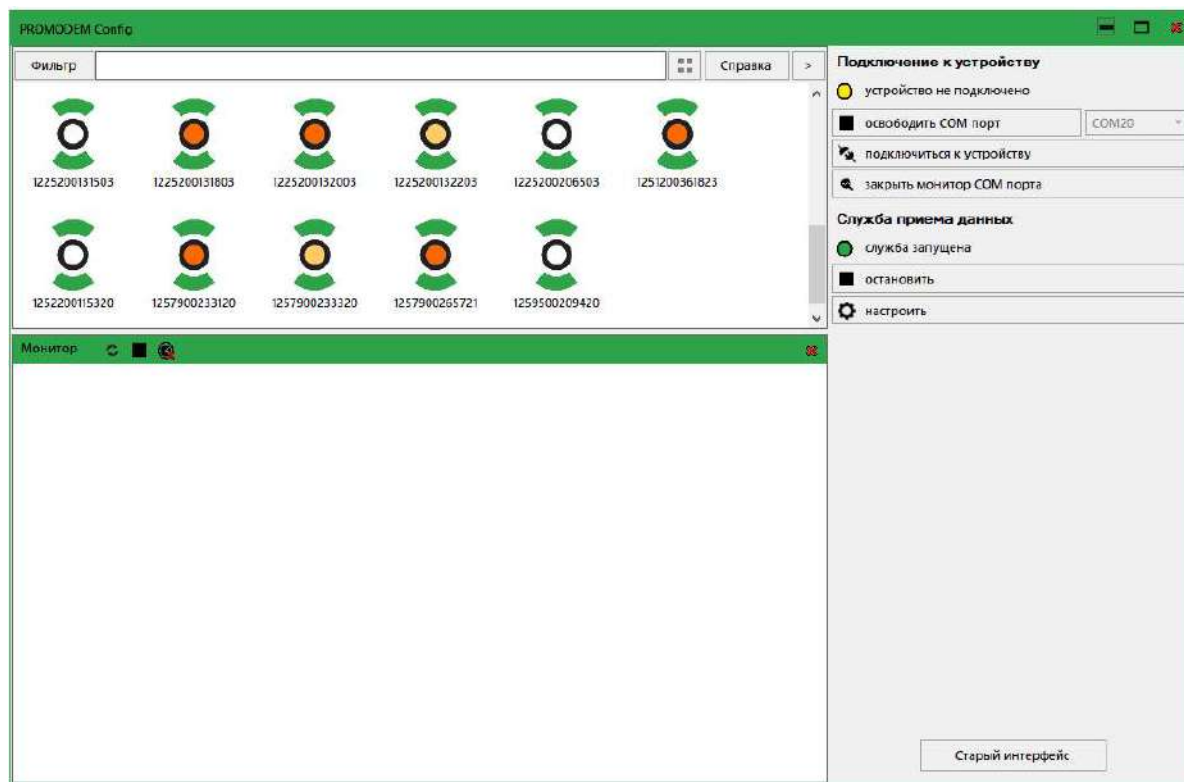 PROMODEM Config
Фильтр
Справка
>
1225200131503 1225200131803 1225200132003 1225200132203 1225200206503 1251200361823
1252200115320 1257900233120 1257900233320 1257900265721 1259500209420
Монитор
Подключение к устройству
устройство не подключено
освободить COM порт COM20
подключиться к устройству
закрыть монитор COM порта
Служба приема данных
служба запущена
остановить
настроить
Старый интерфейс